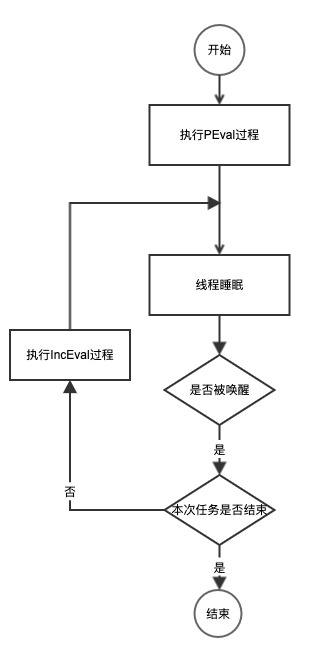 开始
执行PEval过程
线程睡眠
执行IncEval过程
是否被唤醒
是
否
本次任务是否结束
是
结束